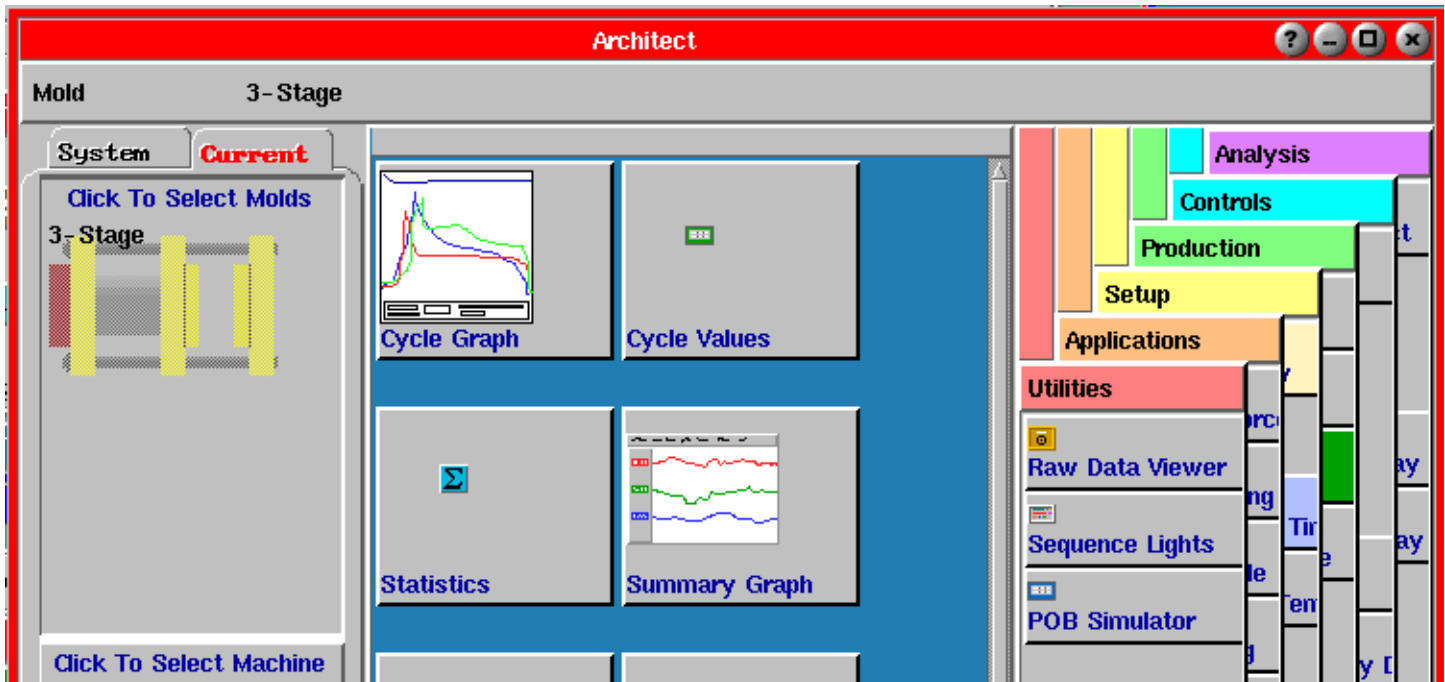 Architect
?
Mold 3-Stage
System Current
Click To Select Molds
3-Stage
Click To Select Machine
Cycle Graph
Cycle Values
Statistics
Σ
Summary Graph
Analysis
Controls
Production
Setup
Applications
Utilities
Raw Data Viewer
Sequence Lights
POB Simulator